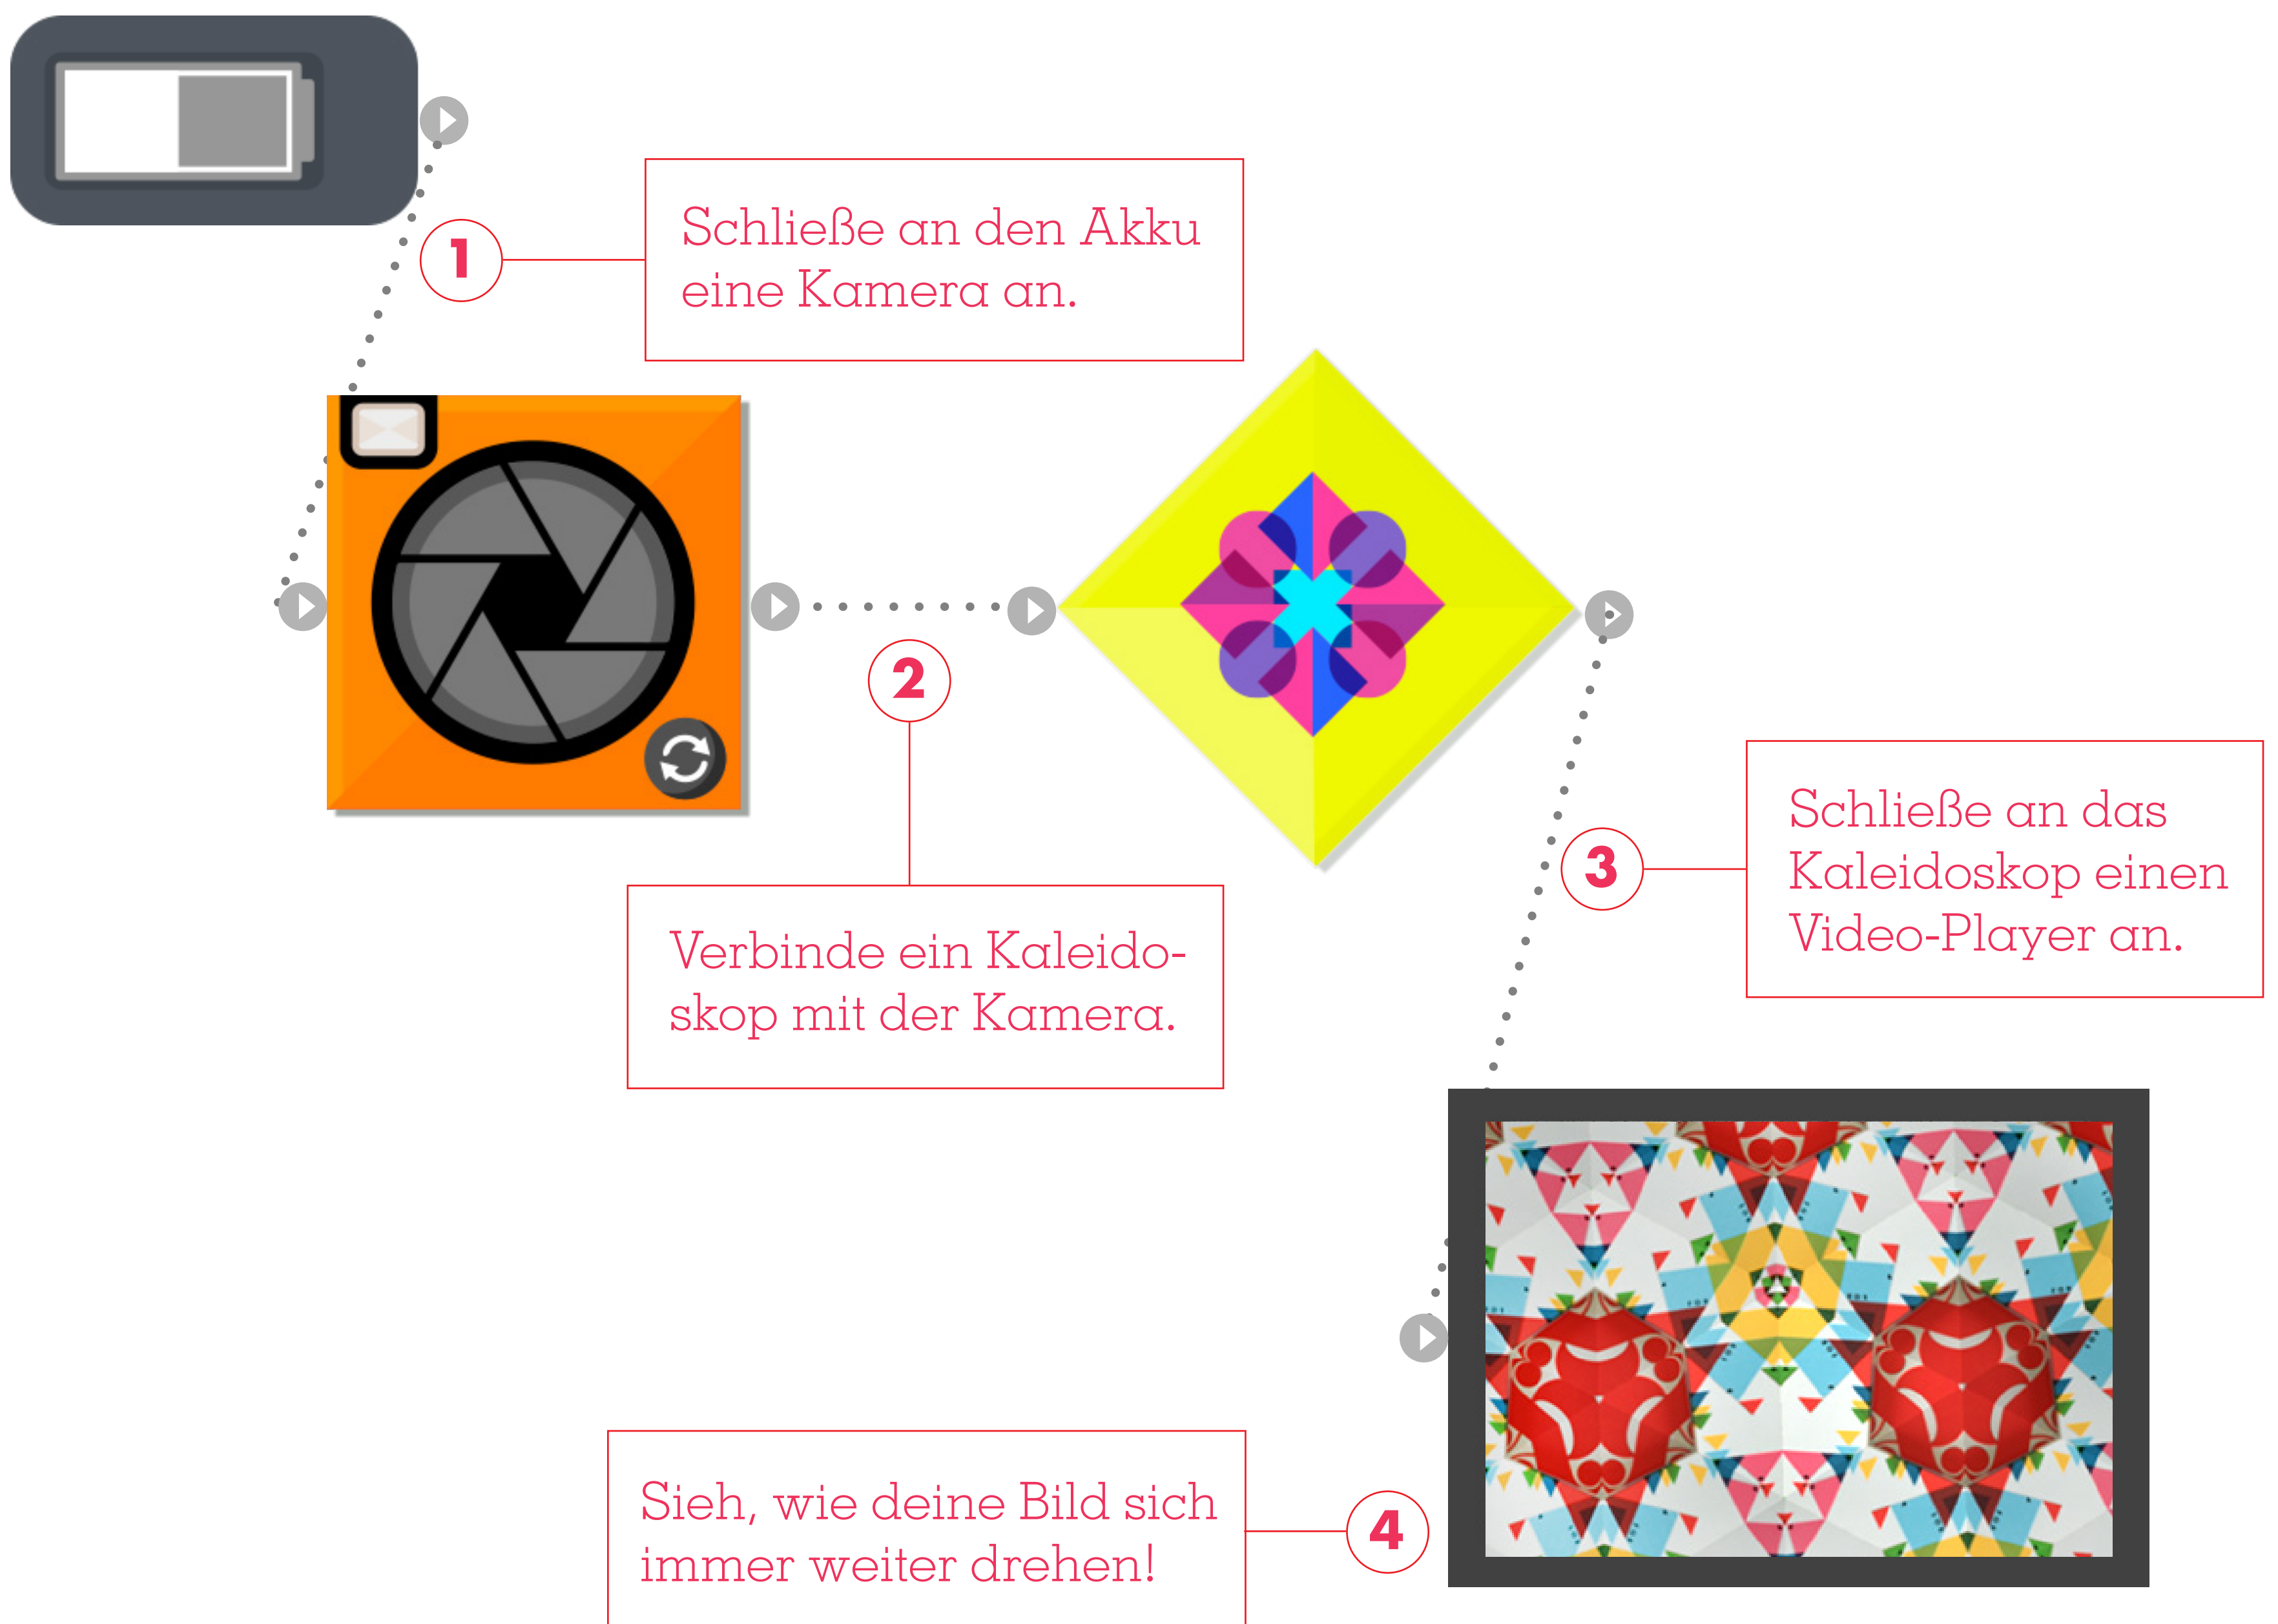 1
Schließe an den Akku
eine Kamera an.
2
Verbinde ein Kaleido-
skop mit der Kamera.
3
Schließe an das
Kaleidoskop einen
Video-Player an.
Sieh, wie deine Bild sich
immer weiter drehen!
4